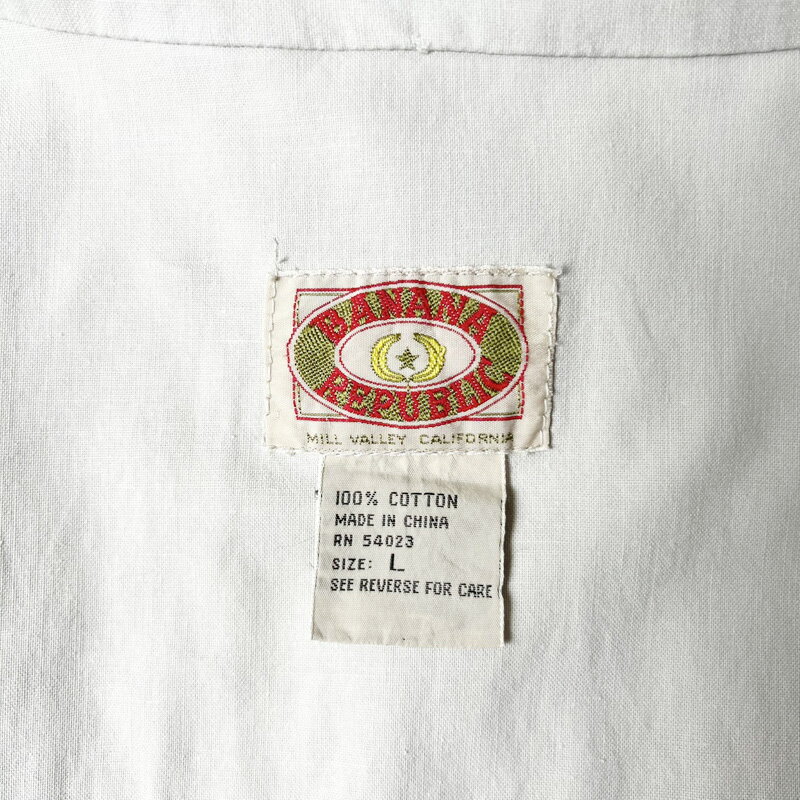 BANANA
REPUBLIC
MILL VALLEY CALIFORNIA
100% COTTON
MADE IN CHINA
RN 54023
SIZE: L
SEE REVERSE FOR CARE